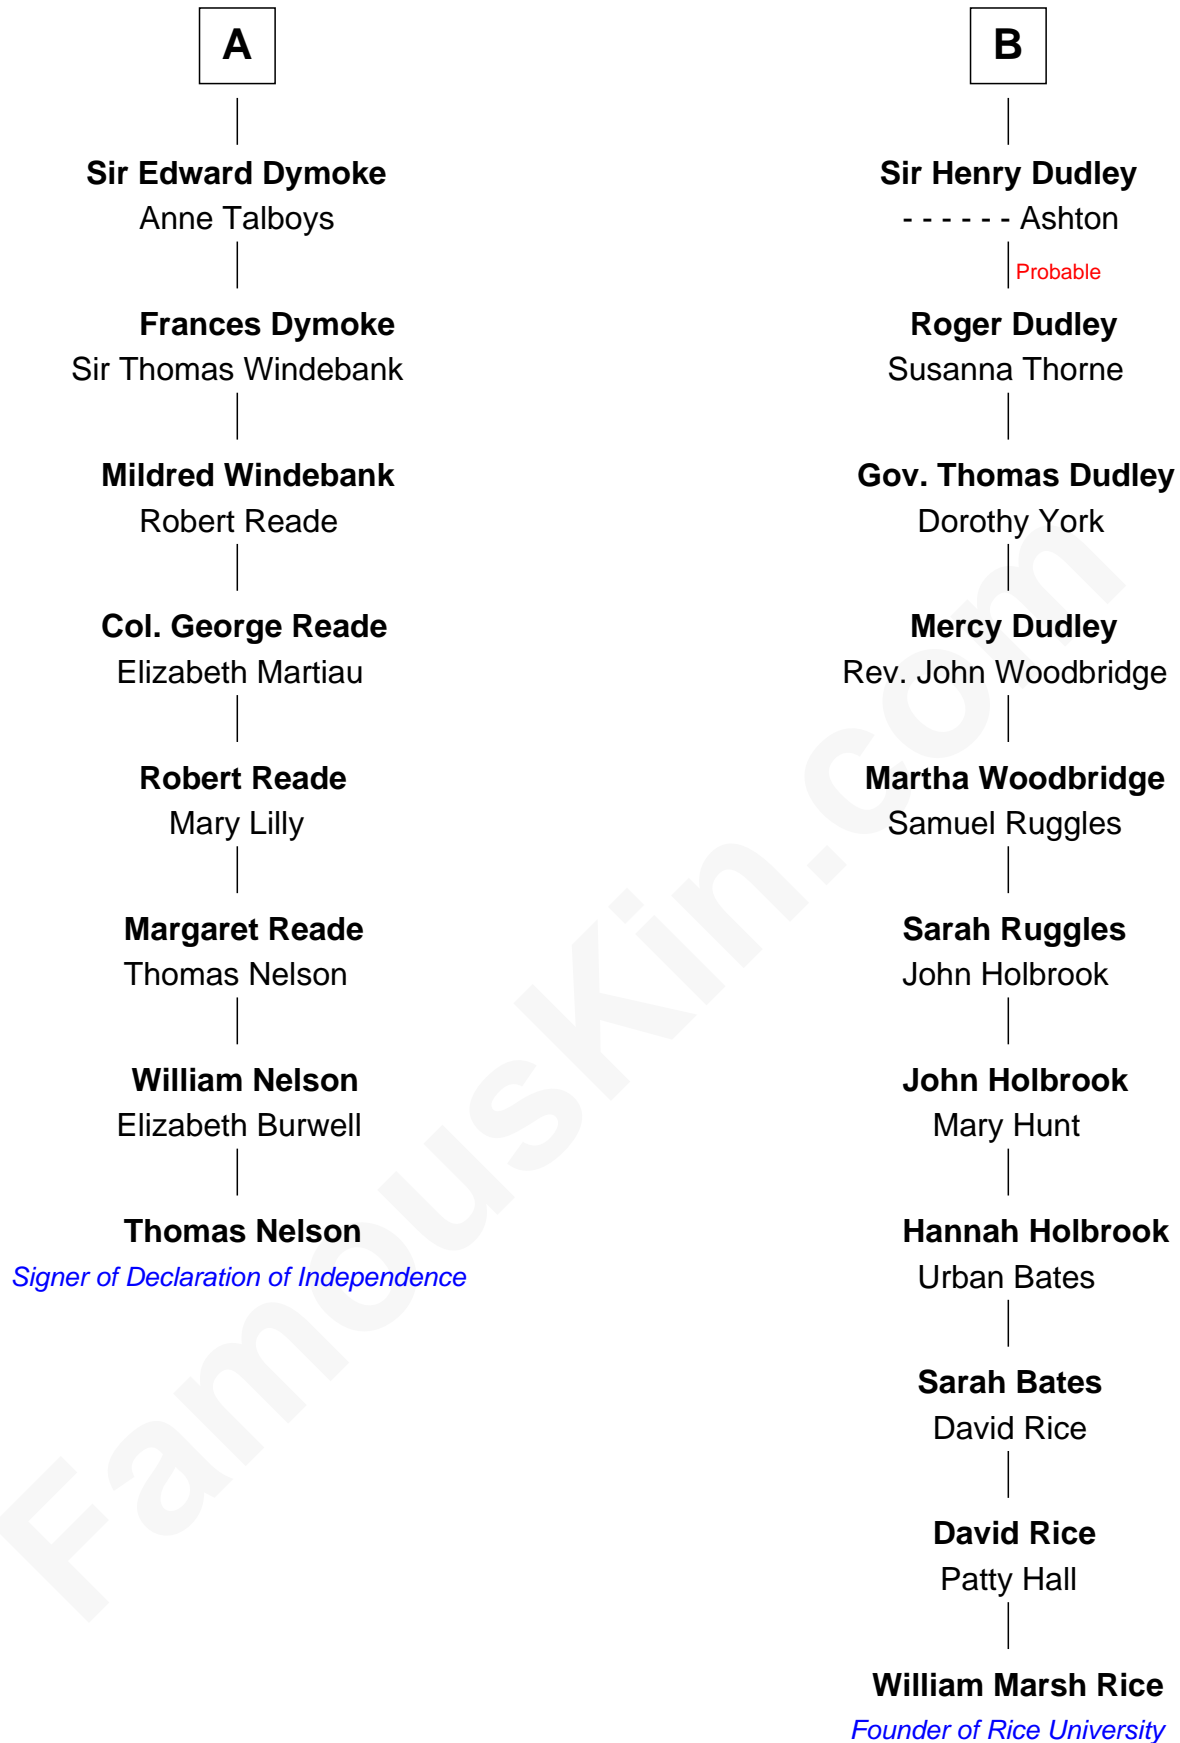 A
Sir Edward Dymoke
Anne Talboys
Frances Dymoke
Sir Thomas Windebank
Mildred Windebank
Robert Reade
Col. George Reade
Elizabeth Martiau
Robert Reade
Mary Lilly
Margaret Reade
Thomas Nelson
William Nelson
Elizabeth Burwell
Thomas Nelson
Signer of Declaration of Independence
B
Sir Henry Dudley
- - - - - - Ashton
Probable
Roger Dudley
Susanna Thorne
Gov. Thomas Dudley
Dorothy York
Mercy Dudley
Rev. John Woodbridge
Martha Woodbridge
Samuel Ruggles
Sarah Ruggles
John Holbrook
John Holbrook
Mary Hunt
Hannah Holbrook
Urban Bates
Sarah Bates
David Rice
David Rice
Patty Hall
William Marsh Rice
Founder of Rice University
FamousKin.com